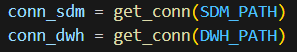 conn_sdm = get_conn(SDM_PATH)
conn_dwh = get_conn(DWH_PATH)